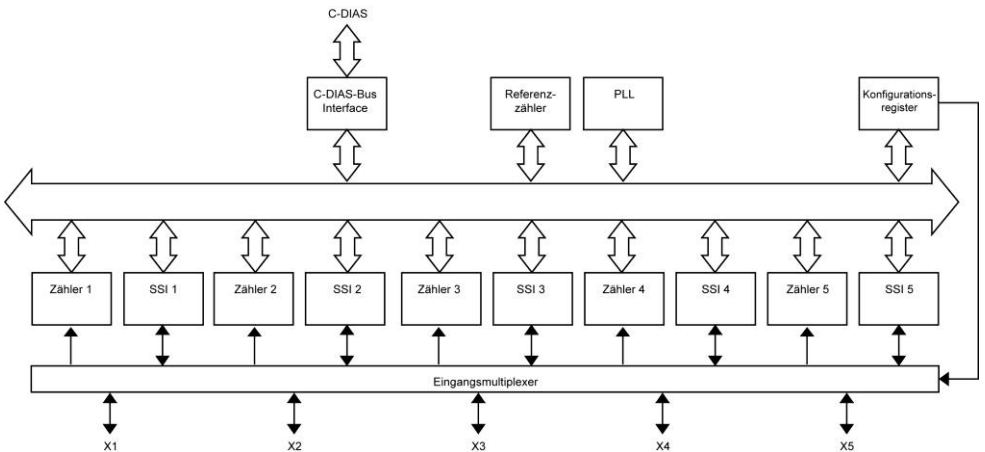 C-DIAS
C-DIAS-Bus
Interface
Referenz-
zähler
PLL
Konfigurations-
register
Zähler 1
SSI 1
Zähler 2
SSI 2
Zähler 3
SSI 3
Zähler 4
SSI 4
Zähler 5
SSI 5
Eingangsmultiplexer
X1
X2
X3
X4
X5